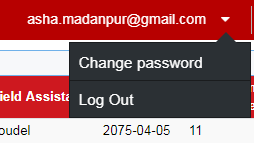 asha.madanpur@gmail.com
Change password
ield Assista
Log Out
oudel 2075-04-05 11